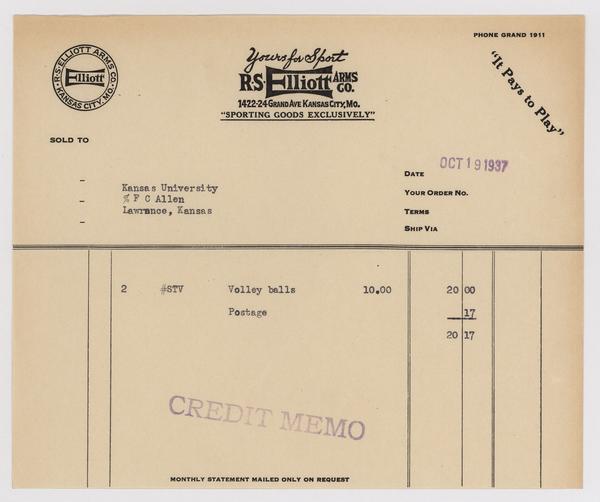 PHONE GRAND 1911
R·S·ELLIOTT ARMS CO.
Elliott
KANSAS CITY, MO.
Yours for Sport
R·S· Elliott ARMS CO.
1422-24 GRAND AVE KANSAS CITY, MO.
"SPORTING GOODS EXCLUSIVELY"
"It Pays to Play"
SOLD TO
DATE OCT 19 1937
Kansas University
YOUR ORDER NO.
% F C Allen
Lawrance, Kansas
TERMS
SHIP VIA
2 #STV Volley balls 10.00 20 00
Postage 17
20 17
CREDIT MEMO
MONTHLY STATEMENT MAILED ONLY ON REQUEST